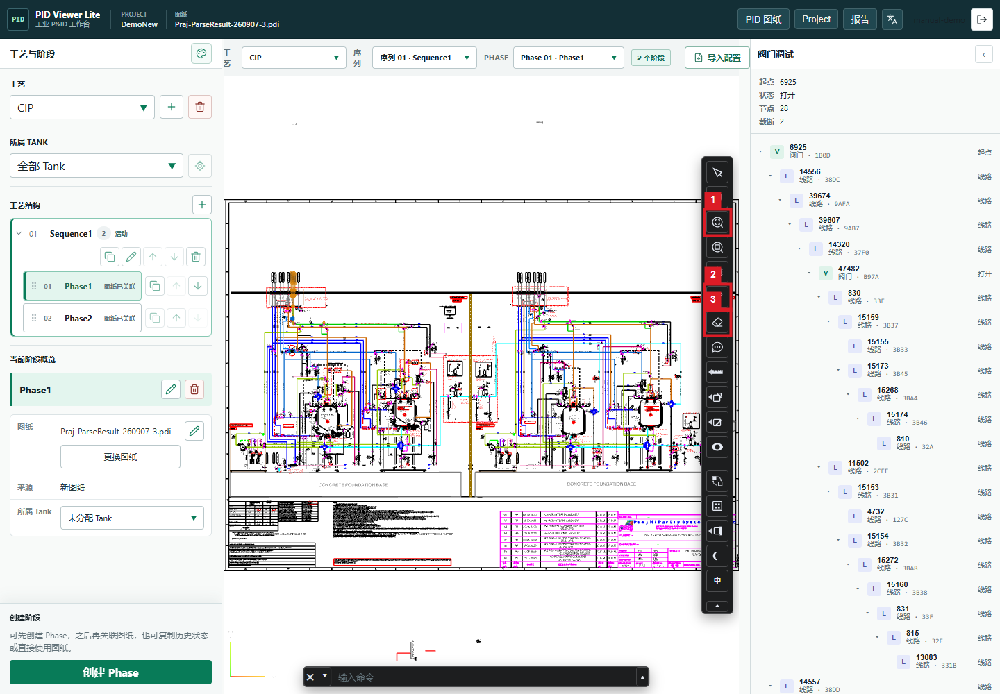 PID
PID Viewer Lite
工业 P&ID 工作台
PROJECT
DemoNew
图纸
Praj-ParseResult-260907-3.pdi
PID 图纸
Project
报告
manual-demo
工艺与阶段
工艺
CIP
所属 TANK
全部 Tank
工艺结构
01 Sequence1 2 活动
01 Phase1 图纸已关联
02 Phase2 图纸已关联
当前阶段概览
Phase1
图纸
Praj-ParseResult-260907-3.pdi
更换图纸
来源 新图纸
所属 Tank 未分配 Tank
创建阶段
可先创建 Phase，之后再关联图纸，也可复制历史状态
或直接使用图纸。
创建 Phase
工艺
CIP
序列
序列 01 · Sequence1
PHASE
Phase 01 · Phase1
2 个阶段
导入配置
CONCRETE FOUNDATION BASE
CONCRETE FOUNDATION BASE
DATE
DESCRIPTION
1
2
3
中
输入命令
阀门调试
起点 6925
状态 打开
节点 28
截断 2
V 6925 起点
阀门 · 1B0D
L 14556 线路
线路 · 38DC
L 39674 线路
线路 · 9AFA
L 39607 线路
线路 · 9AB7
L 14320 线路
线路 · 37F0
V 47482 打开
阀门 · B97A
L 830 线路
线路 · 33E
L 15159 线路
线路 · 3B37
L 15155 线路
线路 · 3B33
L 15173 线路
线路 · 3B45
L 15268 线路
线路 · 3BA4
L 15174 线路
线路 · 3B46
L 810 线路
线路 · 32A
L 11502 线路
线路 · 2CEE
L 15153 线路
线路 · 3B31
L 4732 线路
线路 · 127C
L 15154 线路
线路 · 3B32
L 15272 线路
线路 · 3BA8
L 15160 线路
线路 · 3B38
L 831 线路
线路 · 33F
L 815 线路
线路 · 32F
L 13083 线路
线路 · 331B
L 14557 线路
线路 · 38DD